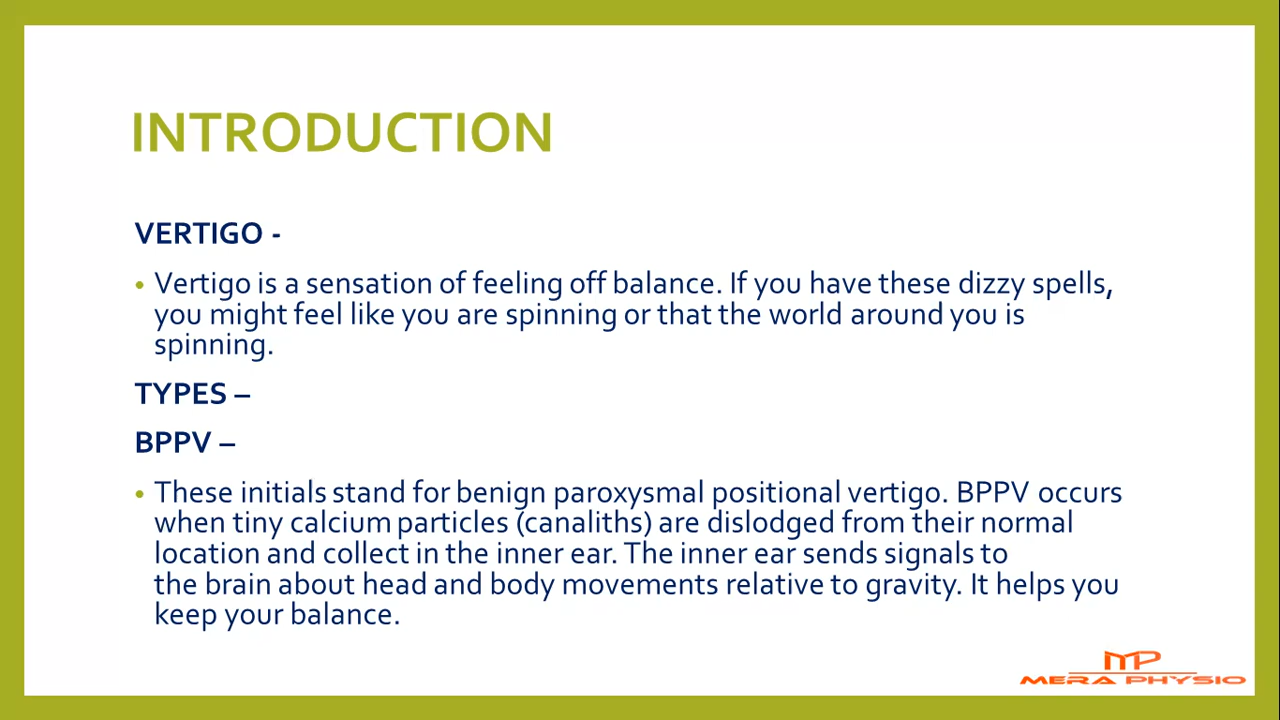 INTRODUCTION
VERTIGO -
• Vertigo is a sensation of feeling off balance. If you have these dizzy spells,
you might feel like you are spinning or that the world around you is
spinning.
TYPES –
BPPV –
• These initials stand for benign paroxysmal positional vertigo. BPPV occurs
when tiny calcium particles (canaliths) are dislodged from their normal
location and collect in the inner ear. The inner ear sends signals to
the brain about head and body movements relative to gravity. It helps you
keep your balance.
MP
MERA PHYSIO